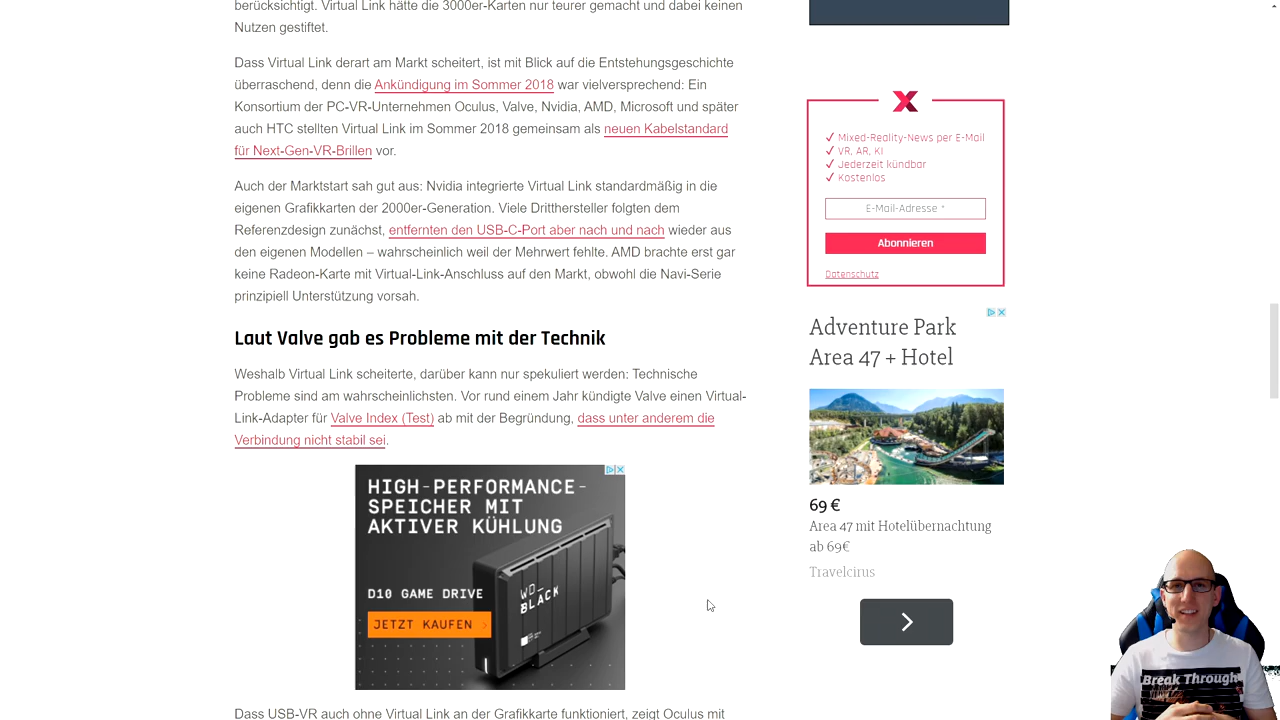 berücksichtigt. Virtual Link hätte die 3000er-Karten nur teurer gemacht und dabei keinen
Nutzen gestiftet.
Dass Virtual Link derart am Markt scheitert, ist mit Blick auf die Entstehungsgeschichte
überraschend, denn die Ankündigung im Sommer 2018 war vielversprechend: Ein
Konsortium der PC-VR-Unternehmen Oculus, Valve, Nvidia, AMD, Microsoft und später
auch HTC stellten Virtual Link im Sommer 2018 gemeinsam als neuen Kabelstandard
für Next-Gen-VR-Brillen vor.
Auch der Marktstart sah gut aus: Nvidia integrierte Virtual Link standardmäßig in die
eigenen Grafikkarten der 2000er-Generation. Viele Dritthersteller folgten dem
Referenzdesign zunächst, entfernten den USB-C-Port aber nach und nach wieder aus
den eigenen Modellen – wahrscheinlich weil der Mehrwert fehlte. AMD brachte erst gar
keine Radeon-Karte mit Virtual-Link-Anschluss auf den Markt, obwohl die Navi-Serie
prinzipiell Unterstützung vorsah.
Laut Valve gab es Probleme mit der Technik
Weshalb Virtual Link scheiterte, darüber kann nur spekuliert werden: Technische
Probleme sind am wahrscheinlichsten. Vor rund einem Jahr kündigte Valve einen Virtual-
Link-Adapter für Valve Index (Test) ab mit der Begründung, dass unter anderem die
Verbindung nicht stabil sei.
HIGH-PERFORMANCE-
SPEICHER MIT
AKTIVER KÜHLUNG
D10 GAME DRIVE
JETZT KAUFEN
WD_
BLACK
Dass USB-VR auch ohne Virtual Link an der Grafikkarte funktioniert, zeigt Oculus mit
X
✓ Mixed-Reality-News per E-Mail
✓ VR, AR, KI
✓ Jederzeit kündbar
✓ Kostenlos
E-Mail-Adresse *
Abonnieren
Datenschutz
Adventure Park
Area 47 + Hotel
69 €
Area 47 mit Hotelübernachtung
ab 69€
Travelcirus
Break Through